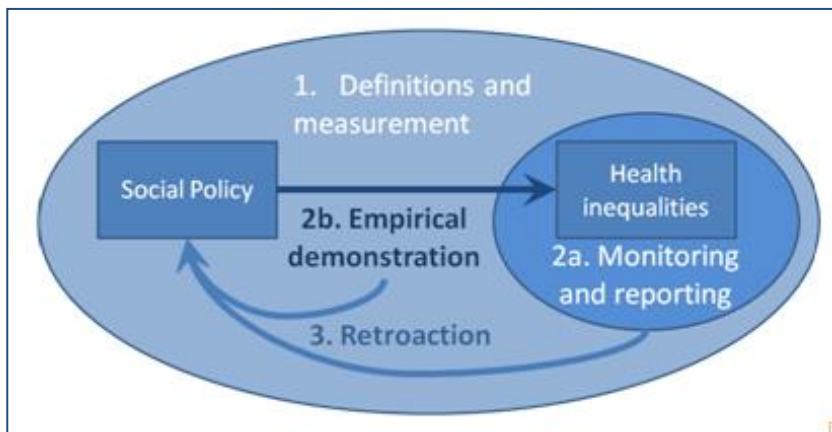 1. Definitions and
measurement
Social Policy
Health
inequalities
2b. Empirical
demonstration
2a. Monitoring
and reporting
3. Retroaction